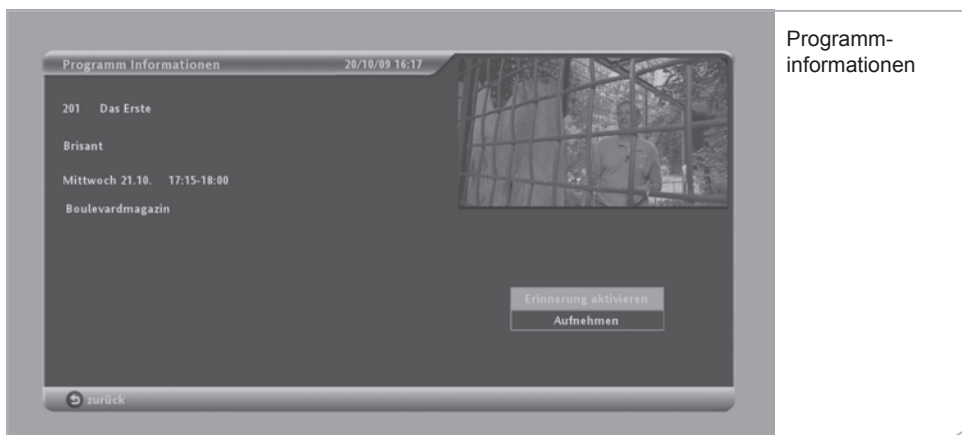 Programm Informationen 20/10/09 16:17
201 Das Erste
Brisant
Mittwoch 21.10. 17:15-18:00
Boulevardmagazin
Erinnerung aktivieren
Aufnehmen
zurück
Programm-
informationen